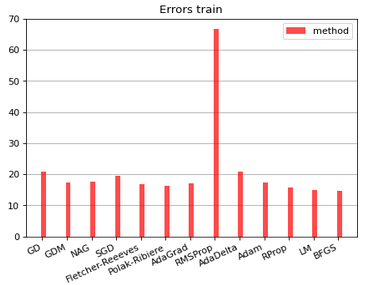 Errors train
method
70
60
50
40
30
20
10
0
GD
GDM
NAG
SGD
Fletcher-Reeeves
Polak-Ribiere
AdaGrad
RMSProp
AdaDelta
Adam
RProp
LM
BFGS